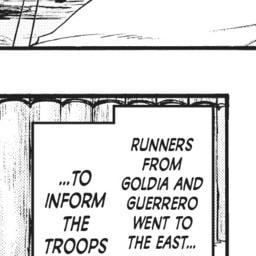 RUNNERS
FROM
GOLDIA AND
GUERRERO
WENT TO
THE EAST...
...TO
INFORM
THE
TROOPS